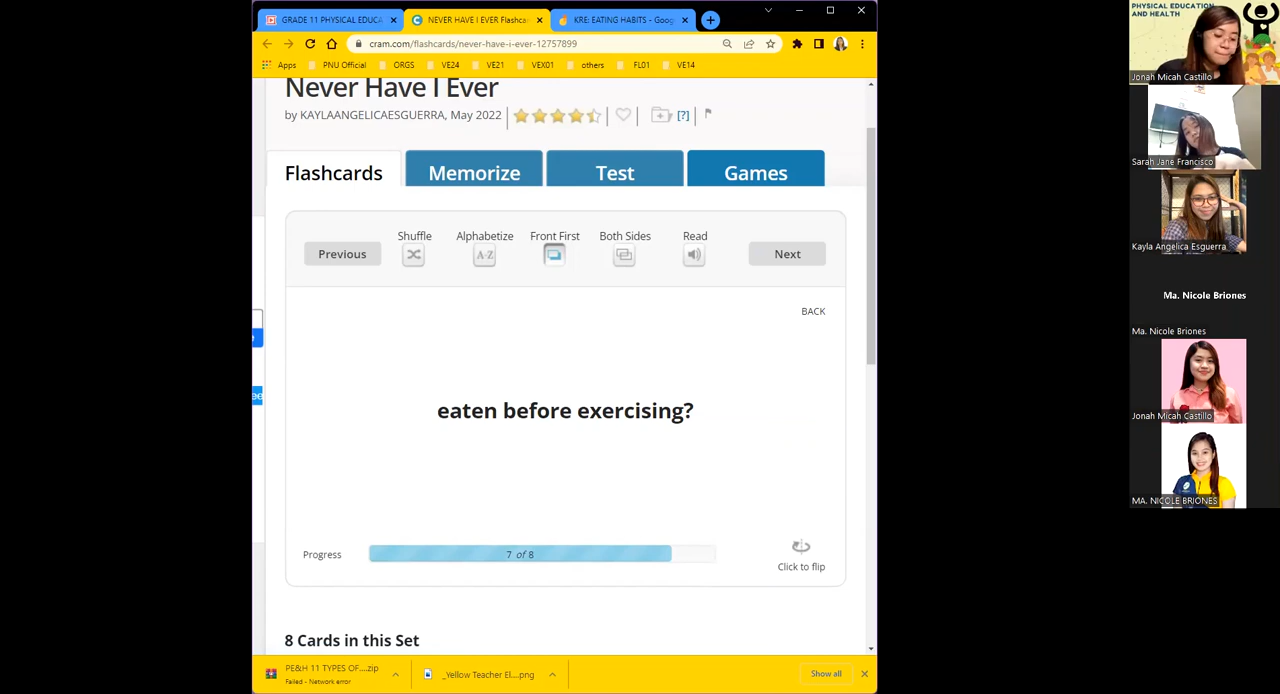 GRADE 11 PHYSICAL EDUCA
NEVER HAVE I EVER Flashcar
KRE: EATING HABITS - Goog
cram.com/flashcards/never-have-i-ever-12757899
Apps
PNU Official
ORGS
VE24
VE21
VEX01
others
FL01
VE14
Never Have I Ever
by KAYLAANGELICAESGUERRA, May 2022
[?]
Flashcards
Memorize
Test
Games
Previous
Shuffle
Alphabetize
A-Z
Front First
Both Sides
Read
Next
BACK
eaten before exercising?
Progress
7 of 8
Click to flip
8 Cards in this Set
PE&H 11 TYPES OF....zip
Failed - Network error
_Yellow Teacher El....png
Show all
PHYSICAL EDUCATION
AND HEALTH
Jonah Micah Castillo
Sarah Jane Francisco
Kayla Angelica Esguerra
Ma. Nicole Briones
Ma. Nicole Briones
Jonah Micah Castillo
MA. NICOLE BRIONES